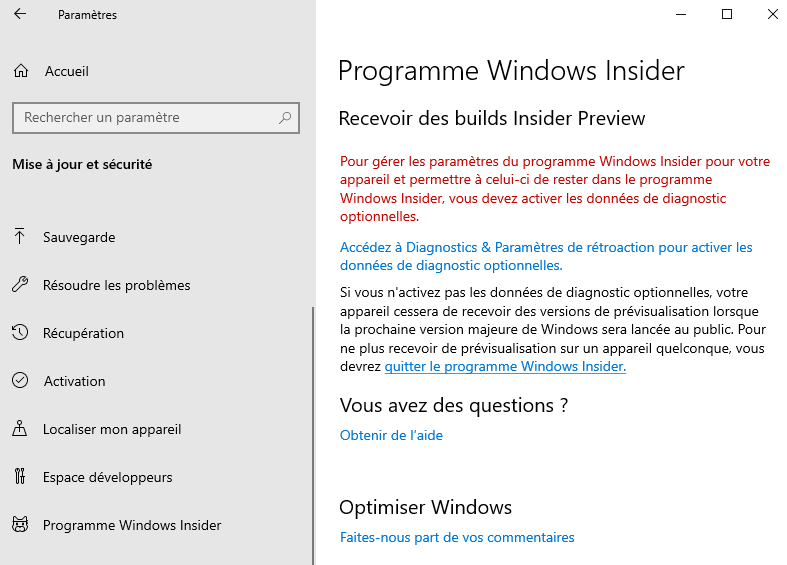 Paramètres
Accueil
Rechercher un paramètre
Mise à jour et sécurité
Sauvegarde
Résoudre les problèmes
Récupération
Activation
Localiser mon appareil
Espace développeurs
Programme Windows Insider
Programme Windows Insider
Recevoir des builds Insider Preview
Pour gérer les paramètres du programme Windows Insider pour votre
appareil et permettre à celui-ci de rester dans le programme
Windows Insider, vous devez activer les données de diagnostic
optionnelles.
Accédez à Diagnostics & Paramètres de rétroaction pour activer les
données de diagnostic optionnelles.
Si vous n'activez pas les données de diagnostic optionnelles, votre
appareil cessera de recevoir des versions de prévisualisation lorsque
la prochaine version majeure de Windows sera lancée au public. Pour
ne plus recevoir de prévisualisation sur un appareil quelconque, vous
devrez quitter le programme Windows Insider.
Vous avez des questions ?
Obtenir de l’aide
Optimiser Windows
Faites-nous part de vos commentaires